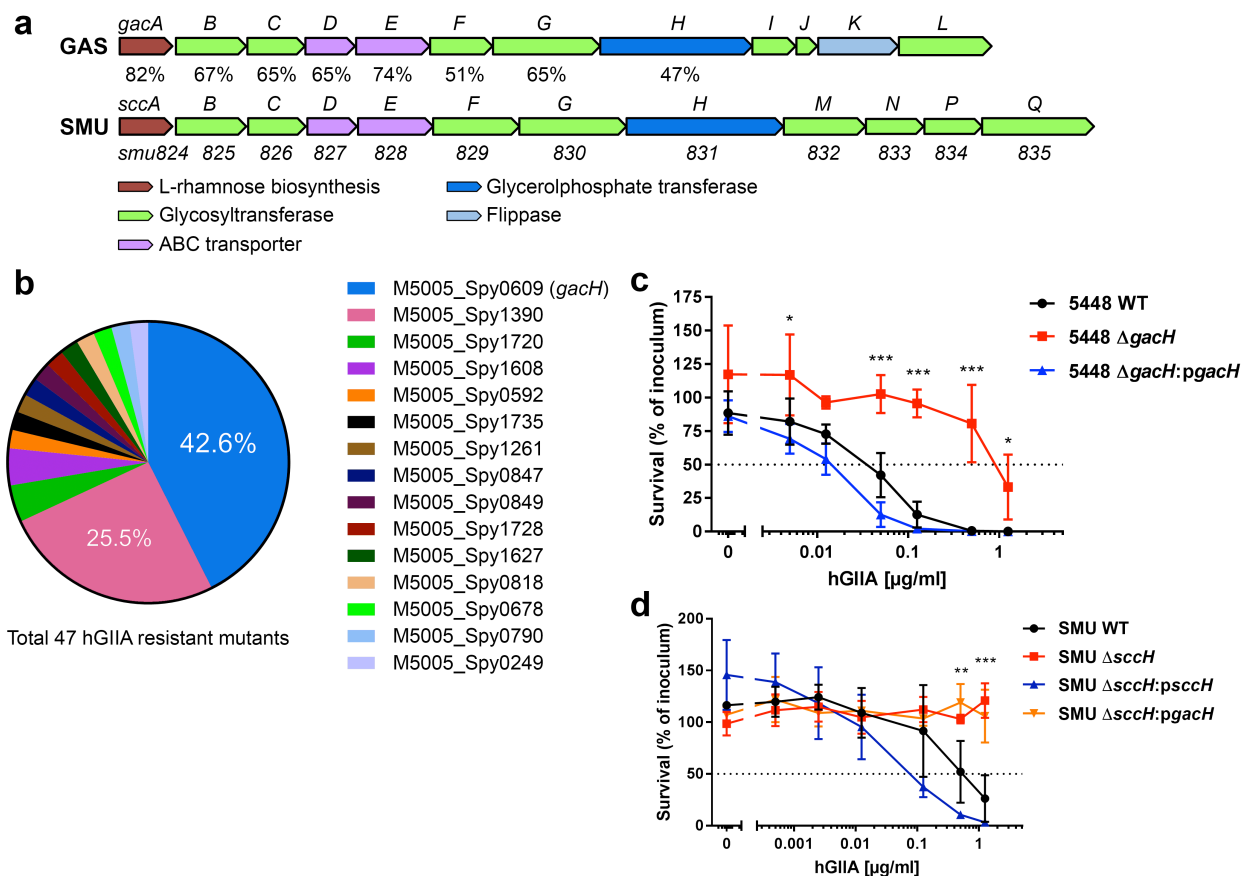 a
gacA B C D E F G H I J K L
GAS
82% 67% 65% 65% 74% 51% 65% 47%
sccA B C D E F G H M N P Q
SMU
smu824 825 826 827 828 829 830 831 832 833 834 835
L-rhamnose biosynthesis
Glycerolphosphate transferase
Glycosyltransferase
Flippase
ABC transporter
b
42.6%
25.5%
Total 47 hGIIA resistant mutants
M5005_Spy0609 (gacH)
M5005_Spy1390
M5005_Spy1720
M5005_Spy1608
M5005_Spy0592
M5005_Spy1735
M5005_Spy1261
M5005_Spy0847
M5005_Spy0849
M5005_Spy1728
M5005_Spy1627
M5005_Spy0818
M5005_Spy0678
M5005_Spy0790
M5005_Spy0249
c
Survival (% of inoculum)
175
150
125
100
75
50
25
0
* *** *** *** *
0 0.01 0.1 1
hGIIA [µg/ml]
5448 WT
5448 ΔgacH
5448 ΔgacH:pgacH
d
Survival (% of inoculum)
200
150
100
50
0
** ***
0 0.001 0.01 0.1 1
hGIIA [µg/ml]
SMU WT
SMU ΔsccH
SMU ΔsccH:psccH
SMU ΔsccH:pgacH